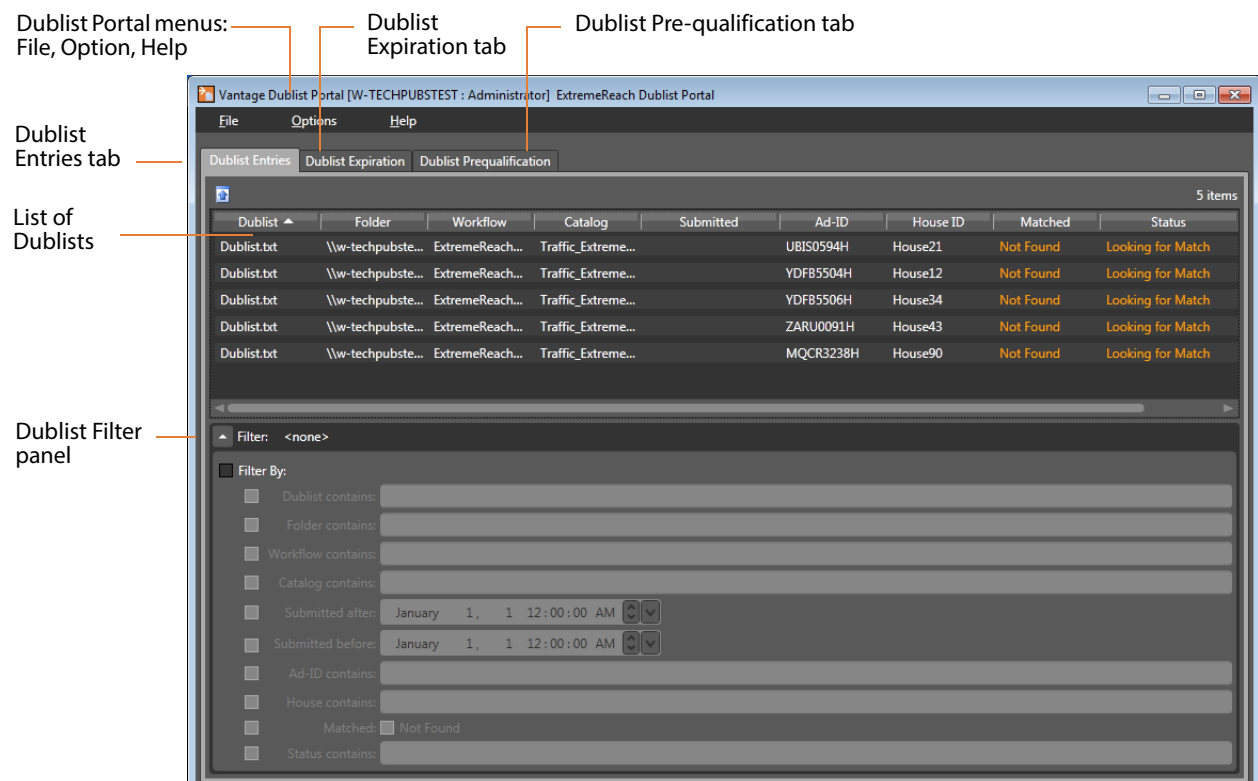 Dublist Portal menus:
File, Option, Help
Dublist
Expiration tab
Dublist Pre-qualification tab
Vantage Dublist Portal [W-TECHPUBSTEST : Administrator] ExtremeReach Dublist Portal
File Options Help
Dublist
Entries tab
Dublist Entries Dublist Expiration Dublist Prequalification
5 items
List of
Dublists
Dublist Folder Workflow Catalog Submitted Ad-ID House ID Matched Status
Dublist.txt \\w-techpubste... ExtremeReach... Traffic_Extreme... UBIS0594H House21 Not Found Looking for Match
Dublist.txt \\w-techpubste... ExtremeReach... Traffic_Extreme... YDFB5504H House12 Not Found Looking for Match
Dublist.txt \\w-techpubste... ExtremeReach... Traffic_Extreme... YDFB5506H House34 Not Found Looking for Match
Dublist.txt \\w-techpubste... ExtremeReach... Traffic_Extreme... ZARU0091H House43 Not Found Looking for Match
Dublist.txt \\w-techpubste... ExtremeReach... Traffic_Extreme... MQCR3238H House90 Not Found Looking for Match
Dublist Filter
panel
Filter: <none>
Filter By:
Dublist contains:
Folder contains:
Workflow contains:
Catalog contains:
Submitted after: January 1, 1 12:00:00 AM
Submitted before: January 1, 1 12:00:00 AM
Ad-ID contains:
House contains:
Matched: Not Found
Status contains: